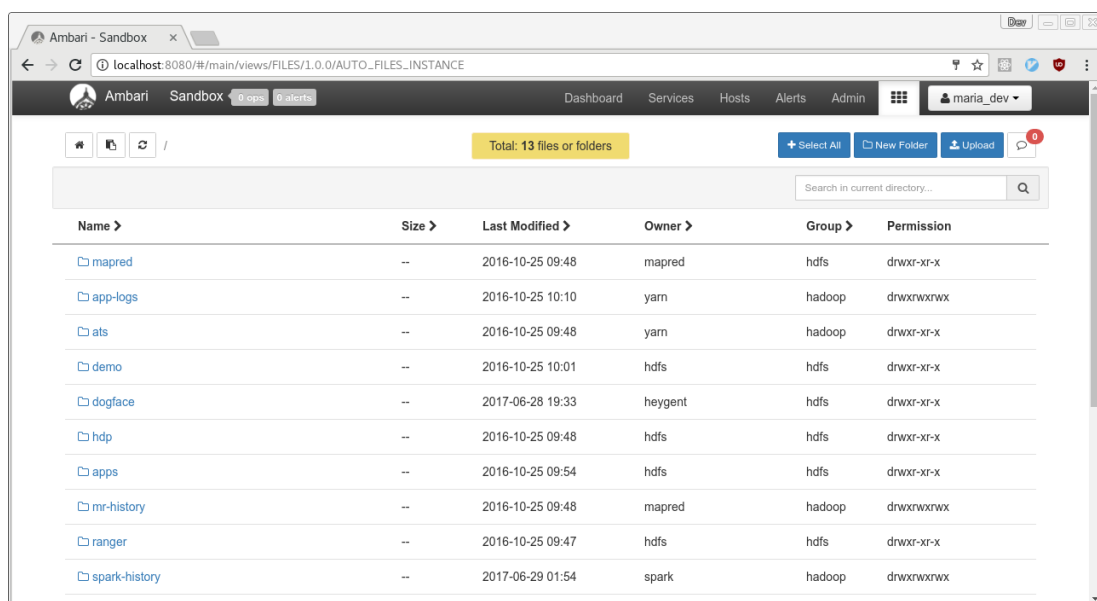 Dev
Ambari - Sandbox
localhost:8080/#/main/views/FILES/1.0.0/AUTO_FILES_INSTANCE
Ambari Sandbox 0 ops 0 alerts Dashboard Services Hosts Alerts Admin maria_dev
/ Total: 13 files or folders Select All New Folder Upload 0
Search in current directory...
Name Size Last Modified Owner Group Permission
mapred -- 2016-10-25 09:48 mapred hdfs drwxr-xr-x
app-logs -- 2016-10-25 10:10 yarn hadoop drwxrwxrwx
ats -- 2016-10-25 09:48 yarn hadoop drwxr-xr-x
demo -- 2016-10-25 10:01 hdfs hdfs drwxr-xr-x
dogface -- 2017-06-28 19:33 heygent hdfs drwxr-xr-x
hdp -- 2016-10-25 09:48 hdfs hdfs drwxr-xr-x
apps -- 2016-10-25 09:54 hdfs hdfs drwxr-xr-x
mr-history -- 2016-10-25 09:48 mapred hadoop drwxrwxrwx
ranger -- 2016-10-25 09:47 hdfs hdfs drwxr-xr-x
spark-history -- 2017-06-29 01:54 spark hadoop drwxrwxrwx